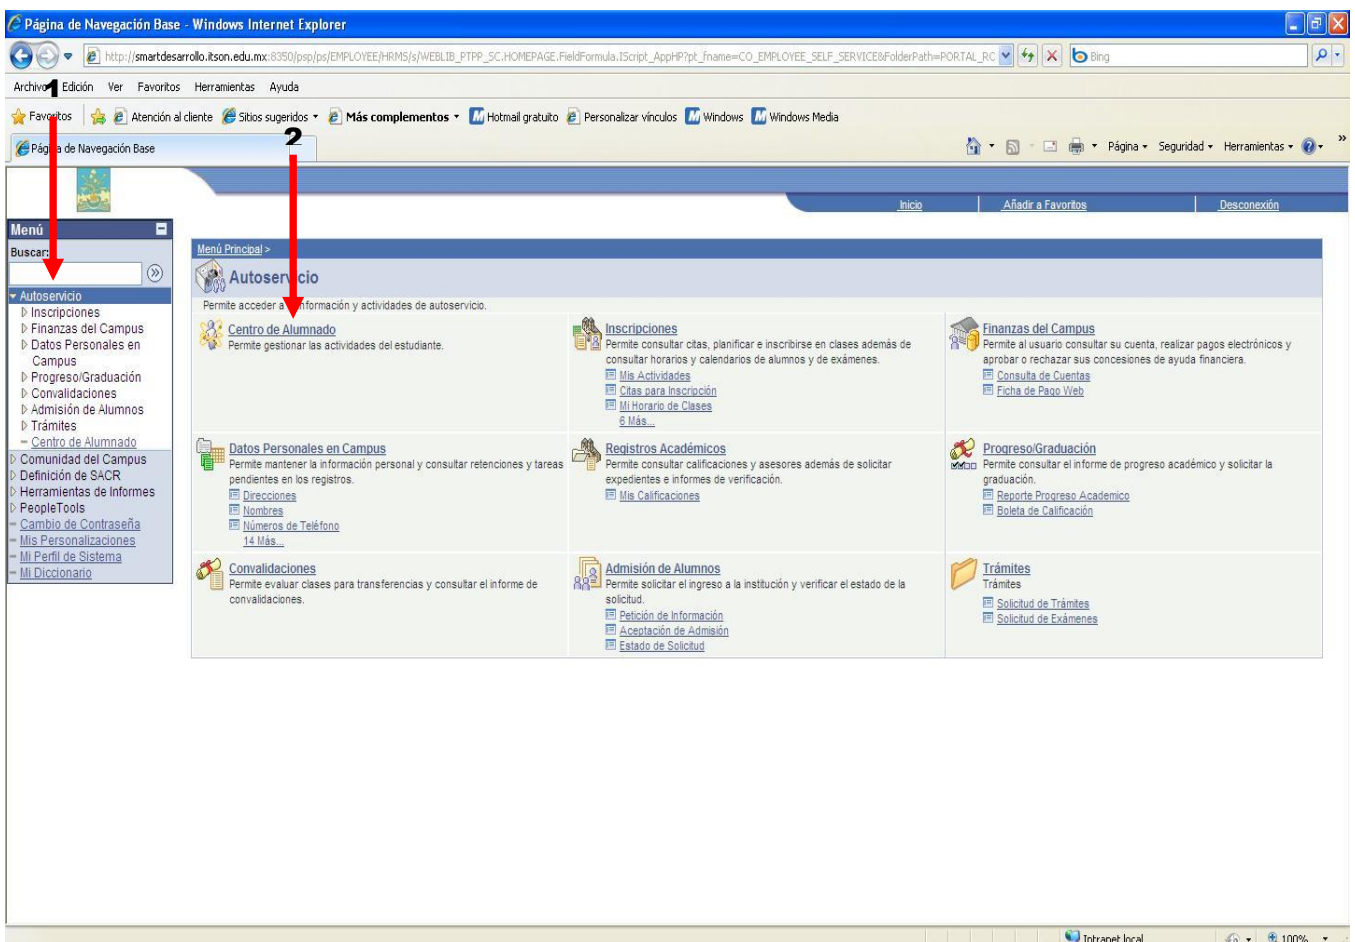 Página de Navegación Base - Windows Internet Explorer
http://smartdesarrollo.itson.edu.mx:8350/psp/ps/EMPLOYEE/HRMS/s/WEBLIB_PTPP_SC.HOMEPAGE.FieldFormula.IScript_AppHP?pt_fname=CO_EMPLOYEE_SELF_SERVICE&FolderPath=PORTAL_RO
Bing
Archivo Edición Ver Favoritos Herramientas Ayuda
1
Favoritos Atención al cliente Sitios sugeridos Más complementos Hotmail gratuito Personalizar vínculos Windows Windows Media
2
Página de Navegación Base
Página Seguridad Herramientas
Inicio Añadir a Favoritos Desconexión
Menú
Buscar:
Autoservicio
Inscripciones
Finanzas del Campus
Datos Personales en
Campus
Progreso/Graduación
Convalidaciones
Admisión de Alumnos
Trámites
Centro de Alumnado
Comunidad del Campus
Definición de SACR
Herramientas de Informes
PeopleTools
Cambio de Contraseña
Mis Personalizaciones
Mi Perfil de Sistema
Mi Diccionario
Menú Principal >
Autoservicio
Permite acceder a información y actividades de autoservicio.
Centro de Alumnado
Permite gestionar las actividades del estudiante.
Inscripciones
Permite consultar citas, planificar e inscribirse en clases además de
consultar horarios y calendarios de alumnos y de exámenes.
Mis Actividades
Citas para Inscripción
Mi Horario de Clases
6 Más...
Finanzas del Campus
Permite al usuario consultar su cuenta, realizar pagos electrónicos y
aprobar o rechazar sus concesiones de ayuda financiera.
Consulta de Cuentas
Ficha de Pago Web
Datos Personales en Campus
Permite mantener la información personal y consultar retenciones y tareas
pendientes en los registros.
Direcciones
Nombres
Números de Teléfono
14 Más...
Registros Académicos
Permite consultar calificaciones y asesores además de solicitar
expedientes e informes de verificación.
Mis Calificaciones
Progreso/Graduación
Permite consultar el informe de progreso académico y solicitar la
graduación.
Reporte Progreso Academico
Boleta de Calificación
Convalidaciones
Permite evaluar clases para transferencias y consultar el informe de
convalidaciones.
Admisión de Alumnos
Permite solicitar el ingreso a la institución y verificar el estado de la
solicitud.
Petición de Información
Aceptación de Admisión
Estado de Solicitud
Trámites
Trámites
Solicitud de Trámites
Solicitud de Exámenes
Intranet local 100%